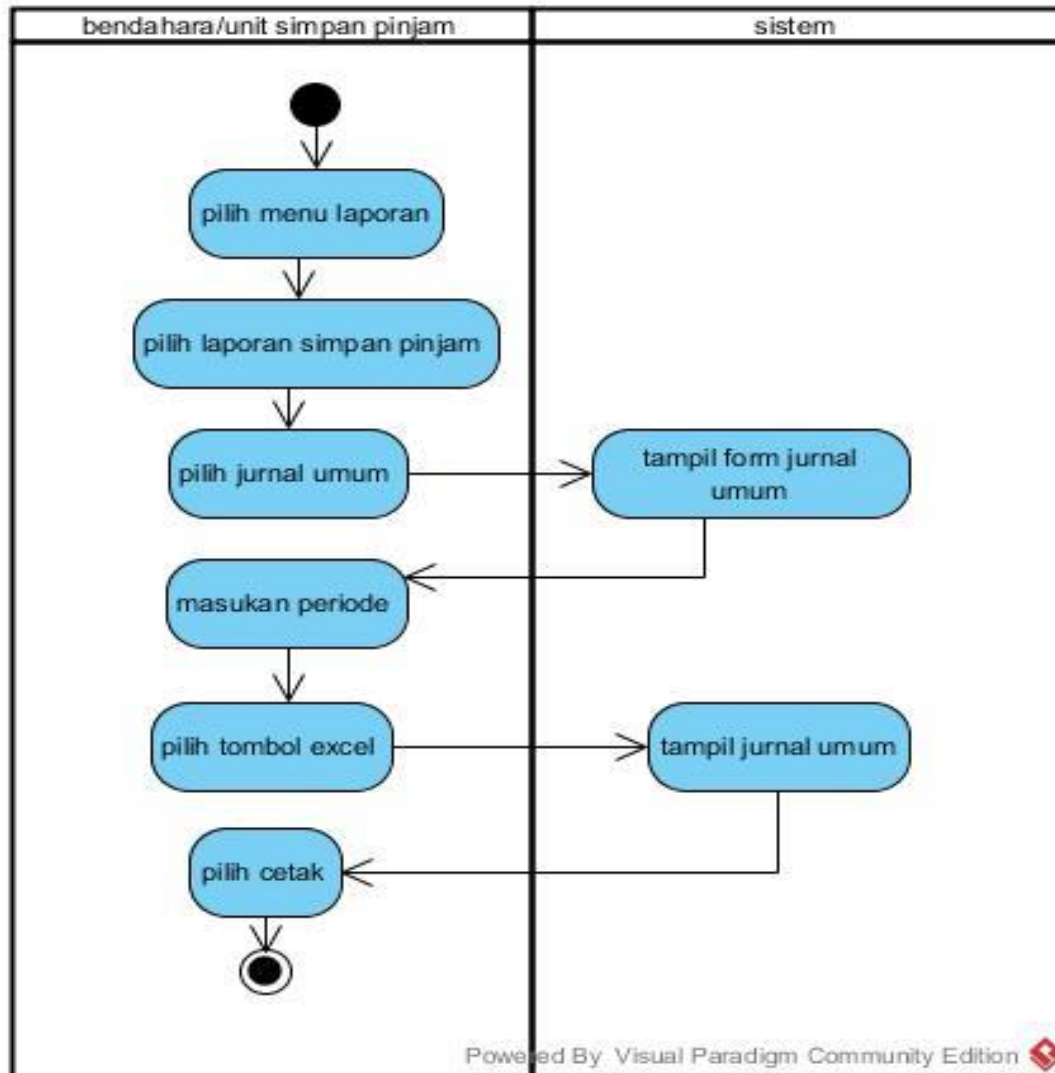 bendahara/unit simpan pinjam
sistem
pilih menu laporan
pilih laporan simpan pinjam
pilih jurnal umum
tampil form jurnal
umum
masukan periode
pilih tombol excel
tampil jurnal umum
pilih cetak
Powered By Visual Paradigm Community Edition